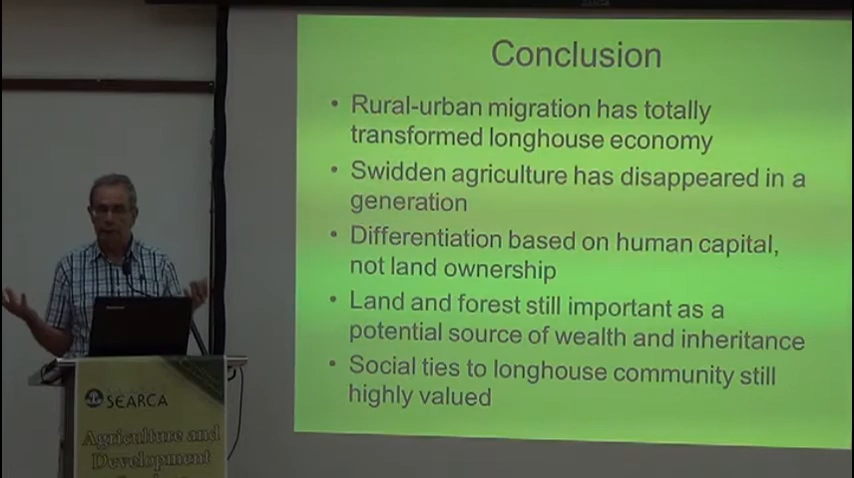 Conclusion
• Rural-urban migration has totally
transformed longhouse economy
• Swidden agriculture has disappeared in a
generation
• Differentiation based on human capital,
not land ownership
• Land and forest still important as a
potential source of wealth and inheritance
• Social ties to longhouse community still
highly valued
SEARCA
Agriculture and
Development